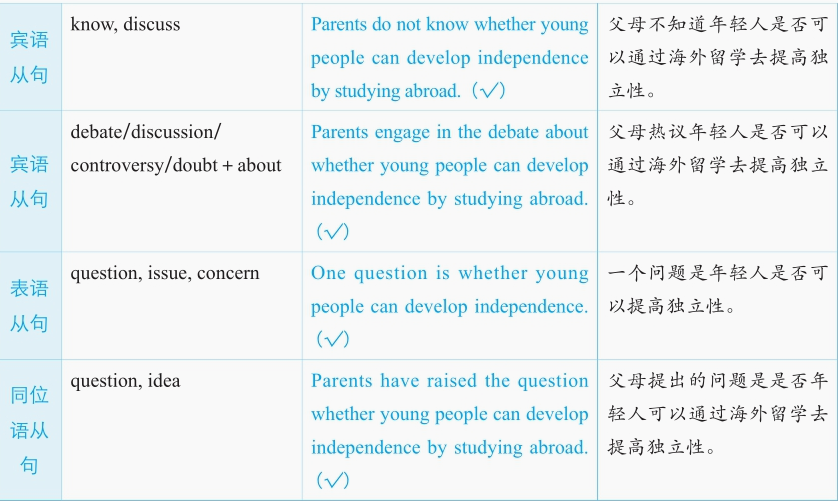 宾语
从句
know, discuss
Parents do not know whether young
people can develop independence
by studying abroad.（√）
父母不知道年轻人是否可
以通过海外留学去提高独
立性。
宾语
从句
debate/discussion/
controversy/doubt + about
Parents engage in the debate about
whether young people can develop
independence by studying abroad.
（√）
父母热议年轻人是否可以
通过海外留学去提高独立
性。
表语
从句
question, issue, concern
One question is whether young
people can develop independence.
（√）
一个问题是年轻人是否可
以提高独立性。
同位
语从
句
question, idea
Parents have raised the question
whether young people can develop
independence by studying abroad.
（√）
父母提出的问题是是否年
轻人可以通过海外留学去
提高独立性。